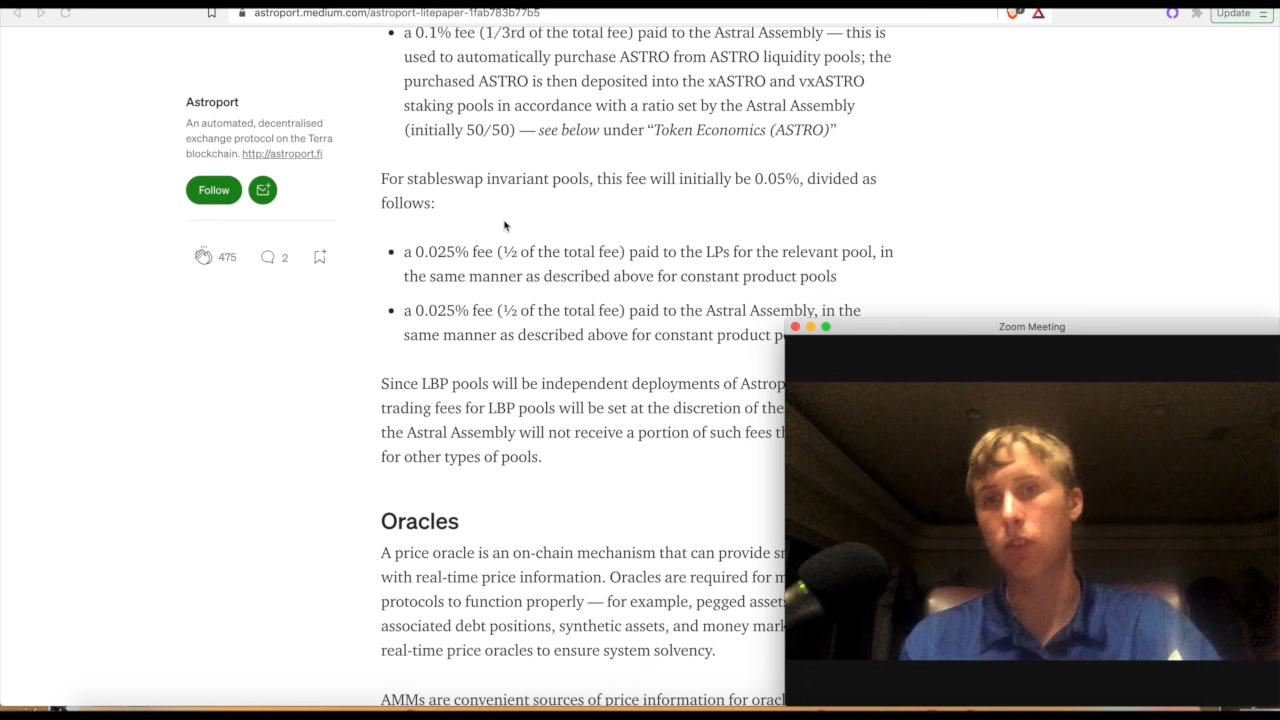 astroport.medium.com/astroport-litepaper-1fab783b77b5
Update
a 0.1% fee (1/3rd of the total fee) paid to the Astral Assembly — this is
used to automatically purchase ASTRO from ASTRO liquidity pools; the
purchased ASTRO is then deposited into the xASTRO and vxASTRO
staking pools in accordance with a ratio set by the Astral Assembly
(initially 50/50) — see below under “Token Economics (ASTRO)”
Astroport
An automated, decentralised
exchange protocol on the Terra
blockchain. http://astroport.fi
Follow
475
2
For stableswap invariant pools, this fee will initially be 0.05%, divided as
follows:
a 0.025% fee (½ of the total fee) paid to the LPs for the relevant pool, in
the same manner as described above for constant product pools
a 0.025% fee (½ of the total fee) paid to the Astral Assembly, in the
same manner as described above for constant product
Since LBP pools will be independent deployments of
trading fees for LBP pools will be set at the discretion of the
the Astral Assembly will not receive a portion of such fees
for other types of pools.
Oracles
A price oracle is an on-chain mechanism that can provide
with real-time price information. Oracles are required for
protocols to function properly — for example, pegged
associated debt positions, synthetic assets, and money
real-time price oracles to ensure system solvency.
AMMs are convenient sources of price information for
Zoom Meeting